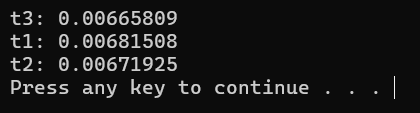 t3: 0.00665809
t1: 0.00681508
t2: 0.00671925
Press any key to continue . . .